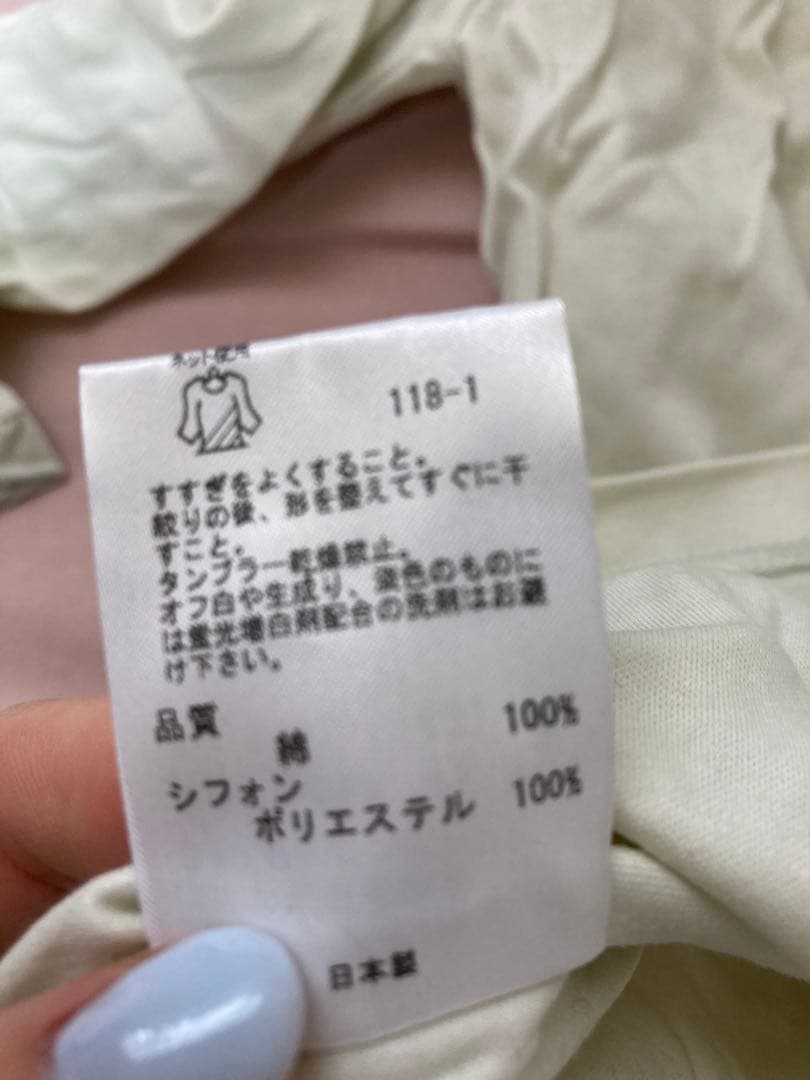 ネット使用
118-1
すすぎをよくすること。
絞りの後、形を整えてすぐに干
すこと。
タンブラー乾燥禁止。
オフ白や生成り、淡色のものに
は蛍光増白剤配合の洗剤はお避
け下さい。
品質
綿 100%
シフォン
ポリエステル 100%
日本製